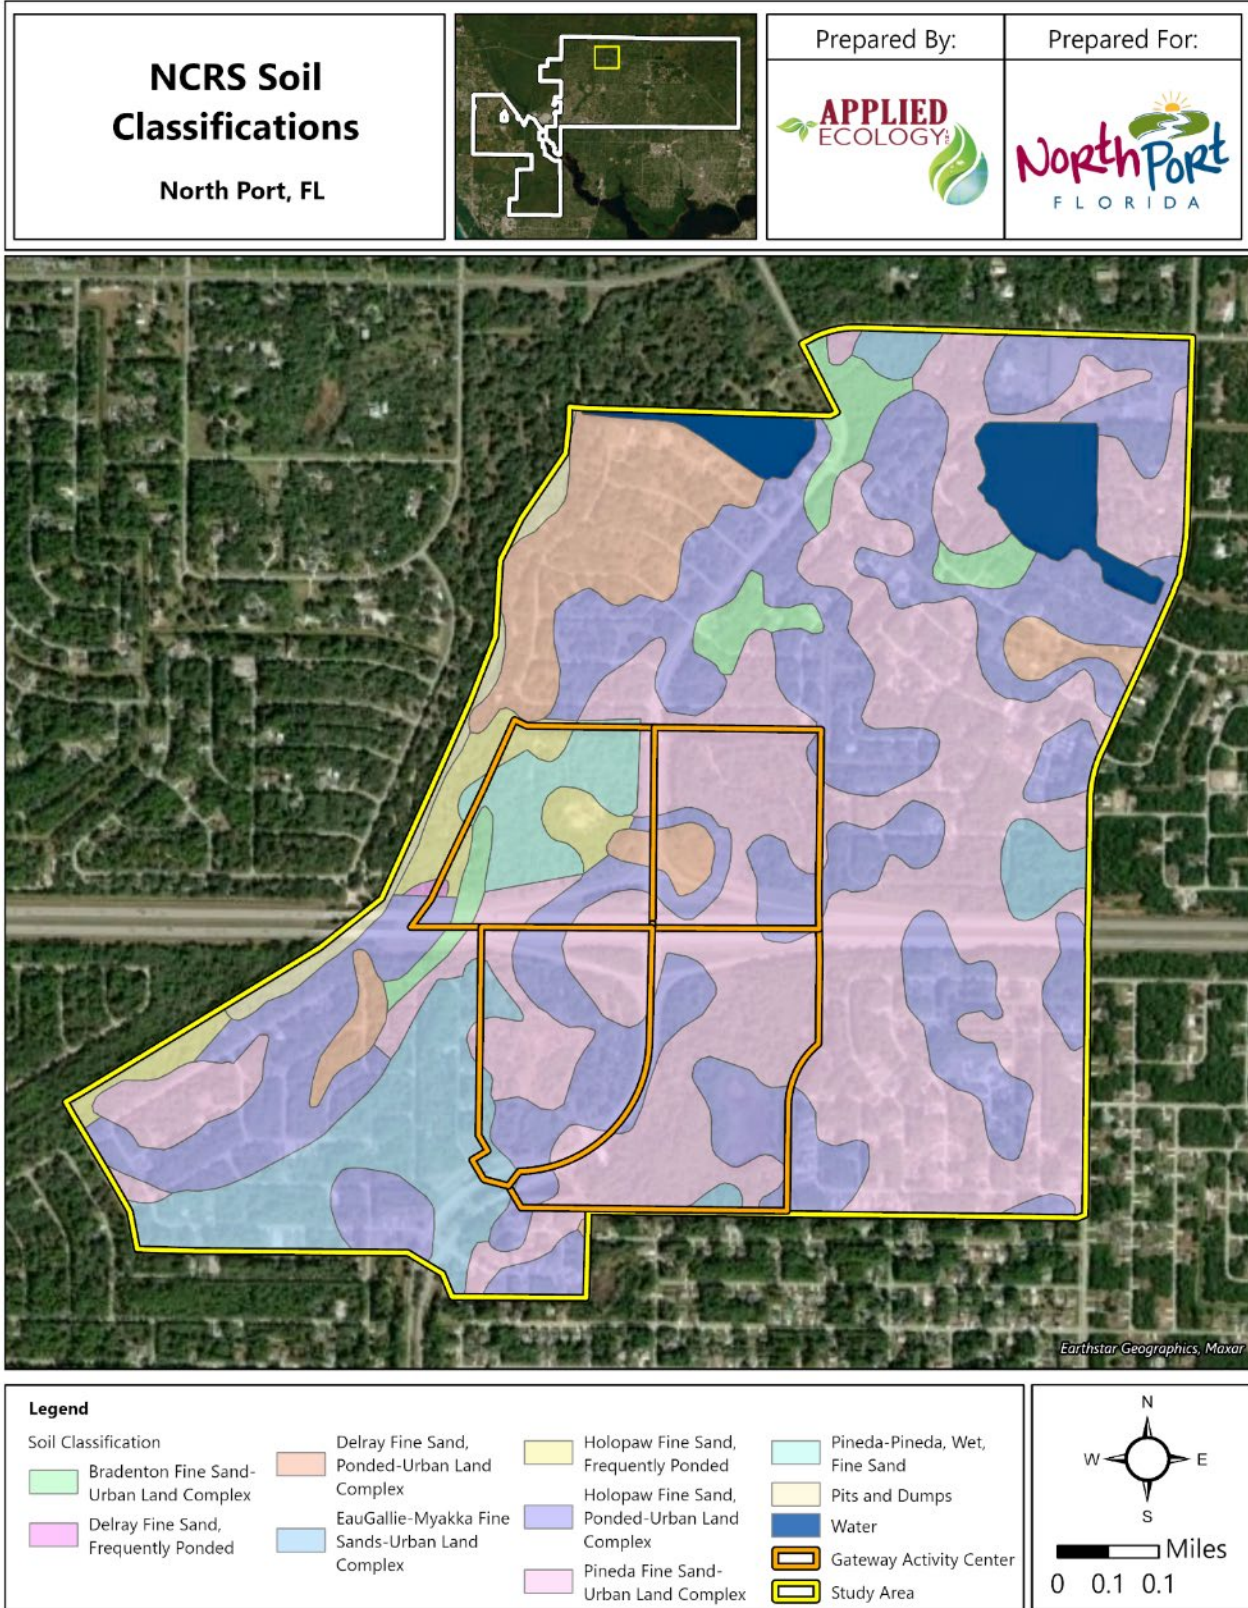 NCRS Soil
Classifications
North Port, FL
Prepared By:
Prepared For:
APPLIED
ECOLOGY
North Port
FLORIDA
Earthstar Geographics, Maxar
Legend
Soil Classification
Bradenton Fine Sand-
Urban Land Complex
Delray Fine Sand,
Frequently Ponded
Delray Fine Sand,
Ponded-Urban Land
Complex
EauGallie-Myakka Fine
Sands-Urban Land
Complex
Holopaw Fine Sand,
Frequently Ponded
Holopaw Fine Sand,
Ponded-Urban Land
Complex
Pineda Fine Sand-
Urban Land Complex
Pineda-Pineda, Wet,
Fine Sand
Pits and Dumps
Water
Gateway Activity Center
Study Area
N
W E
S
Miles
0 0.1 0.1